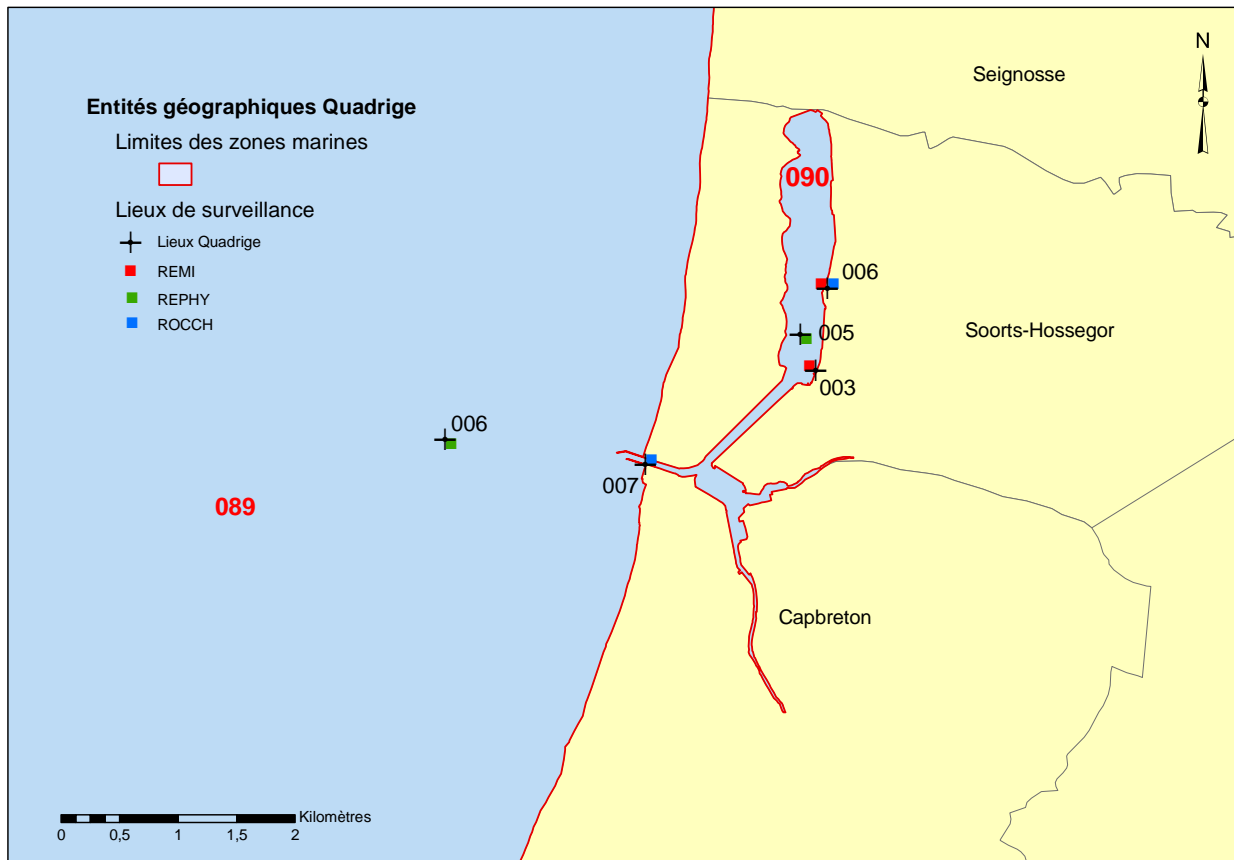 N
Seignosse
Entités géographiques Quadrige
Limites des zones marines
090
Lieux de surveillance
Lieux Quadrige
REMI
REPHY
ROCCH
006
005
Soorts-Hossegor
003
006
007
089
Capbreton
Kilomètres
0 0,5 1 1,5 2